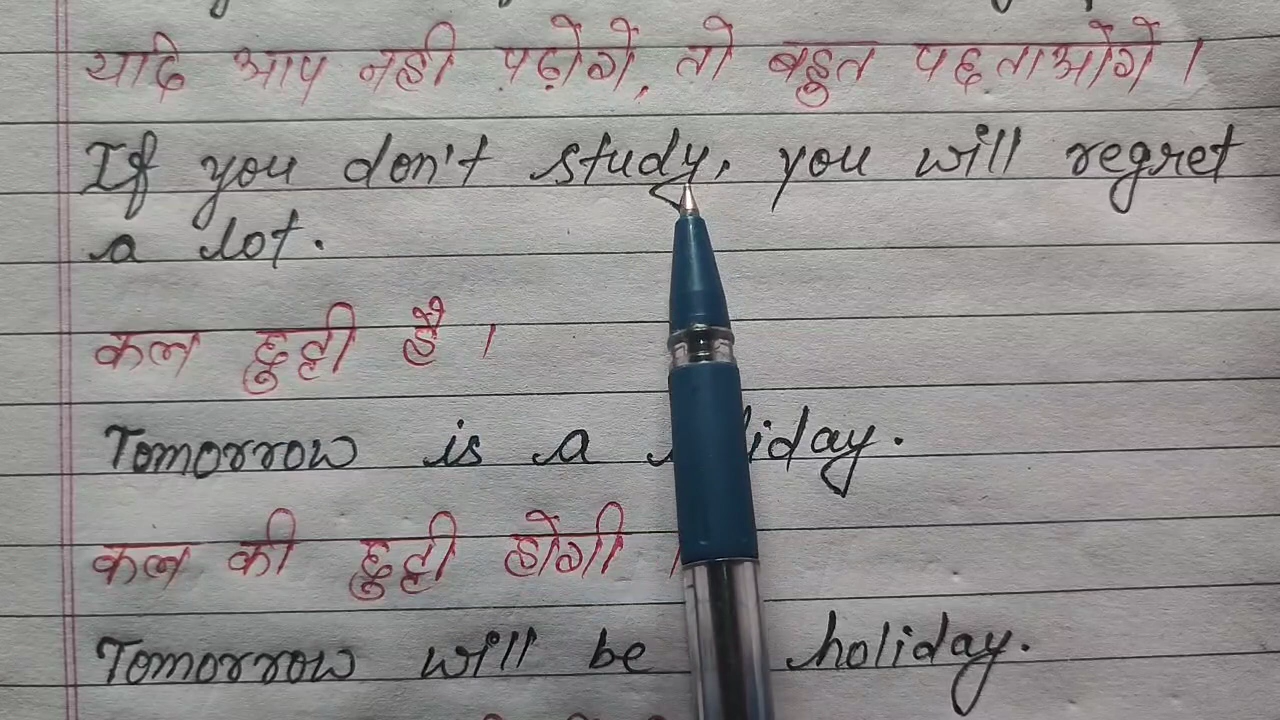 यदि आप नही पढ़ोगे, तो बहुत पछताओगे ।
If you don't study, you will regret
a lot.
कल छुट्टी है ।
Tomorrow is a holiday.
कल की छुट्टी होगी ।
Tomorrow will be holiday.